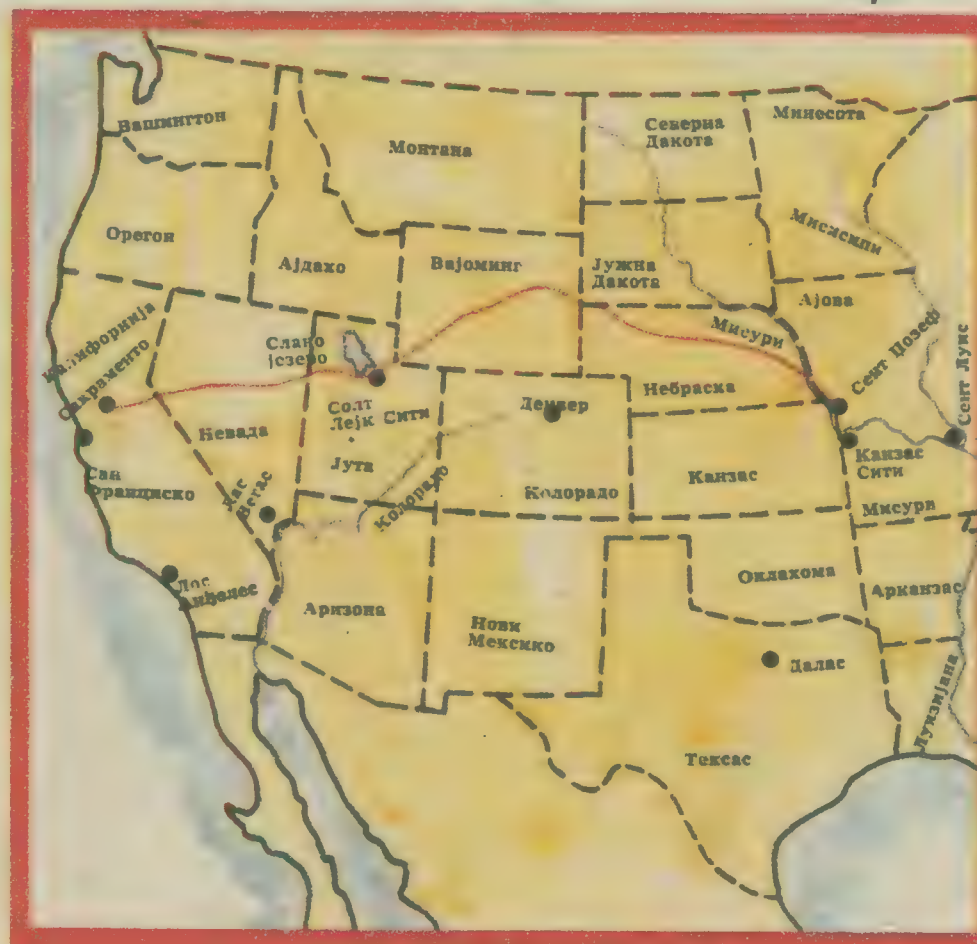 Вашингтон
Монтана
Северна
Дакота
Минесота
Орегон
Ајдахо
Вајоминг
Јужна
Дакота
Мисисипи
Ајова
Калифорнија
Сакраменто
Слано
језеро
Мисури
Сент Џозеф
Сент Луис
Небраска
Невада
Солт
Лејк Сити
Јута
Денвер
Колорадо
Колорадо
Канзас
Канзас
Сити
Мисури
Сан
Франциско
Лас
Вегас
Лос
Анђелес
Аризона
Нови
Мексико
Оклахома
Арканзас
Далас
Тексас
Луизијана